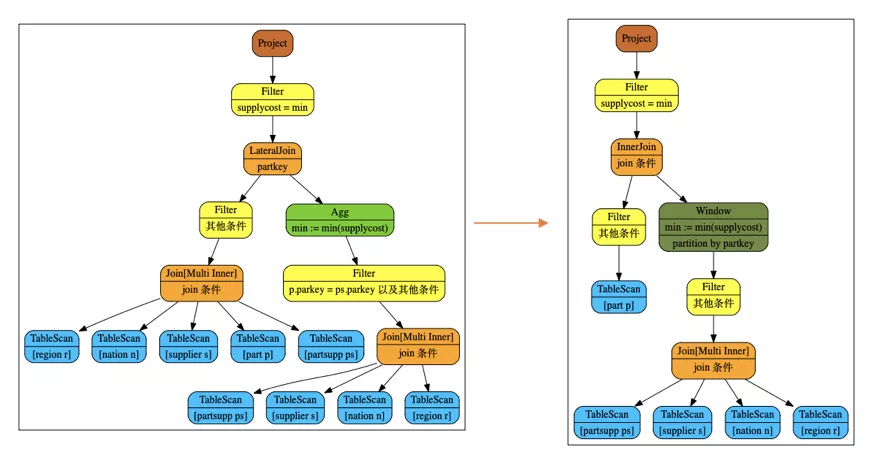 Project
Filter
supplycost = min
LateralJoin
partkey
Filter
其他条件
Agg
min := min(supplycost)
Join[Multi Inner]
join 条件
Filter
p.parkey = ps.parkey 以及其他条件
TableScan
[region r]
TableScan
[nation n]
TableScan
[supplier s]
TableScan
[part p]
TableScan
[partsupp ps]
Join[Multi Inner]
join 条件
TableScan
[partsupp ps]
TableScan
[supplier s]
TableScan
[nation n]
TableScan
[region r]
Project
Filter
supplycost = min
InnerJoin
join 条件
Filter
其他条件
Window
min := min(supplycost)
partition by partkey
TableScan
[part p]
Filter
其他条件
Join[Multi Inner]
join 条件
TableScan
[partsupp ps]
TableScan
[supplier s]
TableScan
[nation n]
TableScan
[region r]